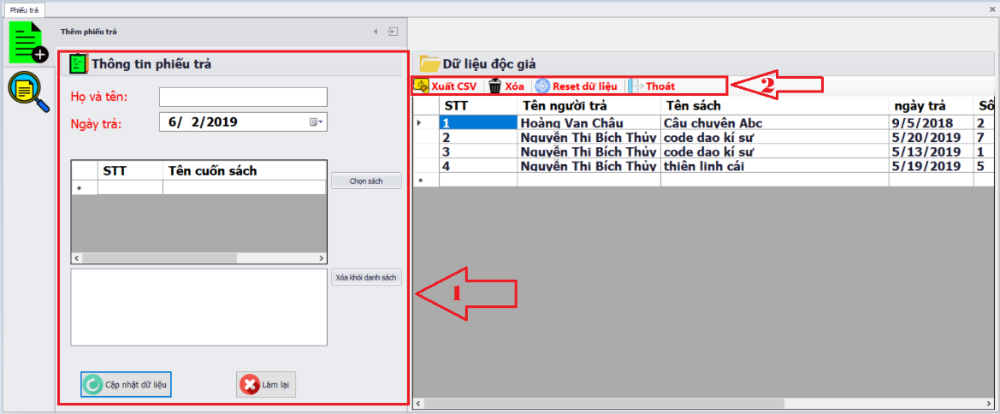 Phiếu trả
Thêm phiếu trả
Thông tin phiếu trả
Họ và tên:
Ngày trả:
6/ 2/2019
STT Tên cuốn sách
Chọn sách
Xóa khỏi danh sách
1
Cập nhật dữ liệu
Làm lại
Dữ liệu độc giả
Xuất CSV Xóa Reset dữ liệu Thoát
2
STT Tên người trả Tên sách ngày trả Số
1 Hoàng Van Châu Câu chuyên Abc 9/5/2018 2
2 Nguyễn Thi Bích Thủy code dao kí sư 5/20/2019 7
3 Nguyễn Thi Bích Thủy code dao kí sư 5/13/2019 1
4 Nguyễn Thi Bích Thủy thiên linh cái 5/19/2019 5